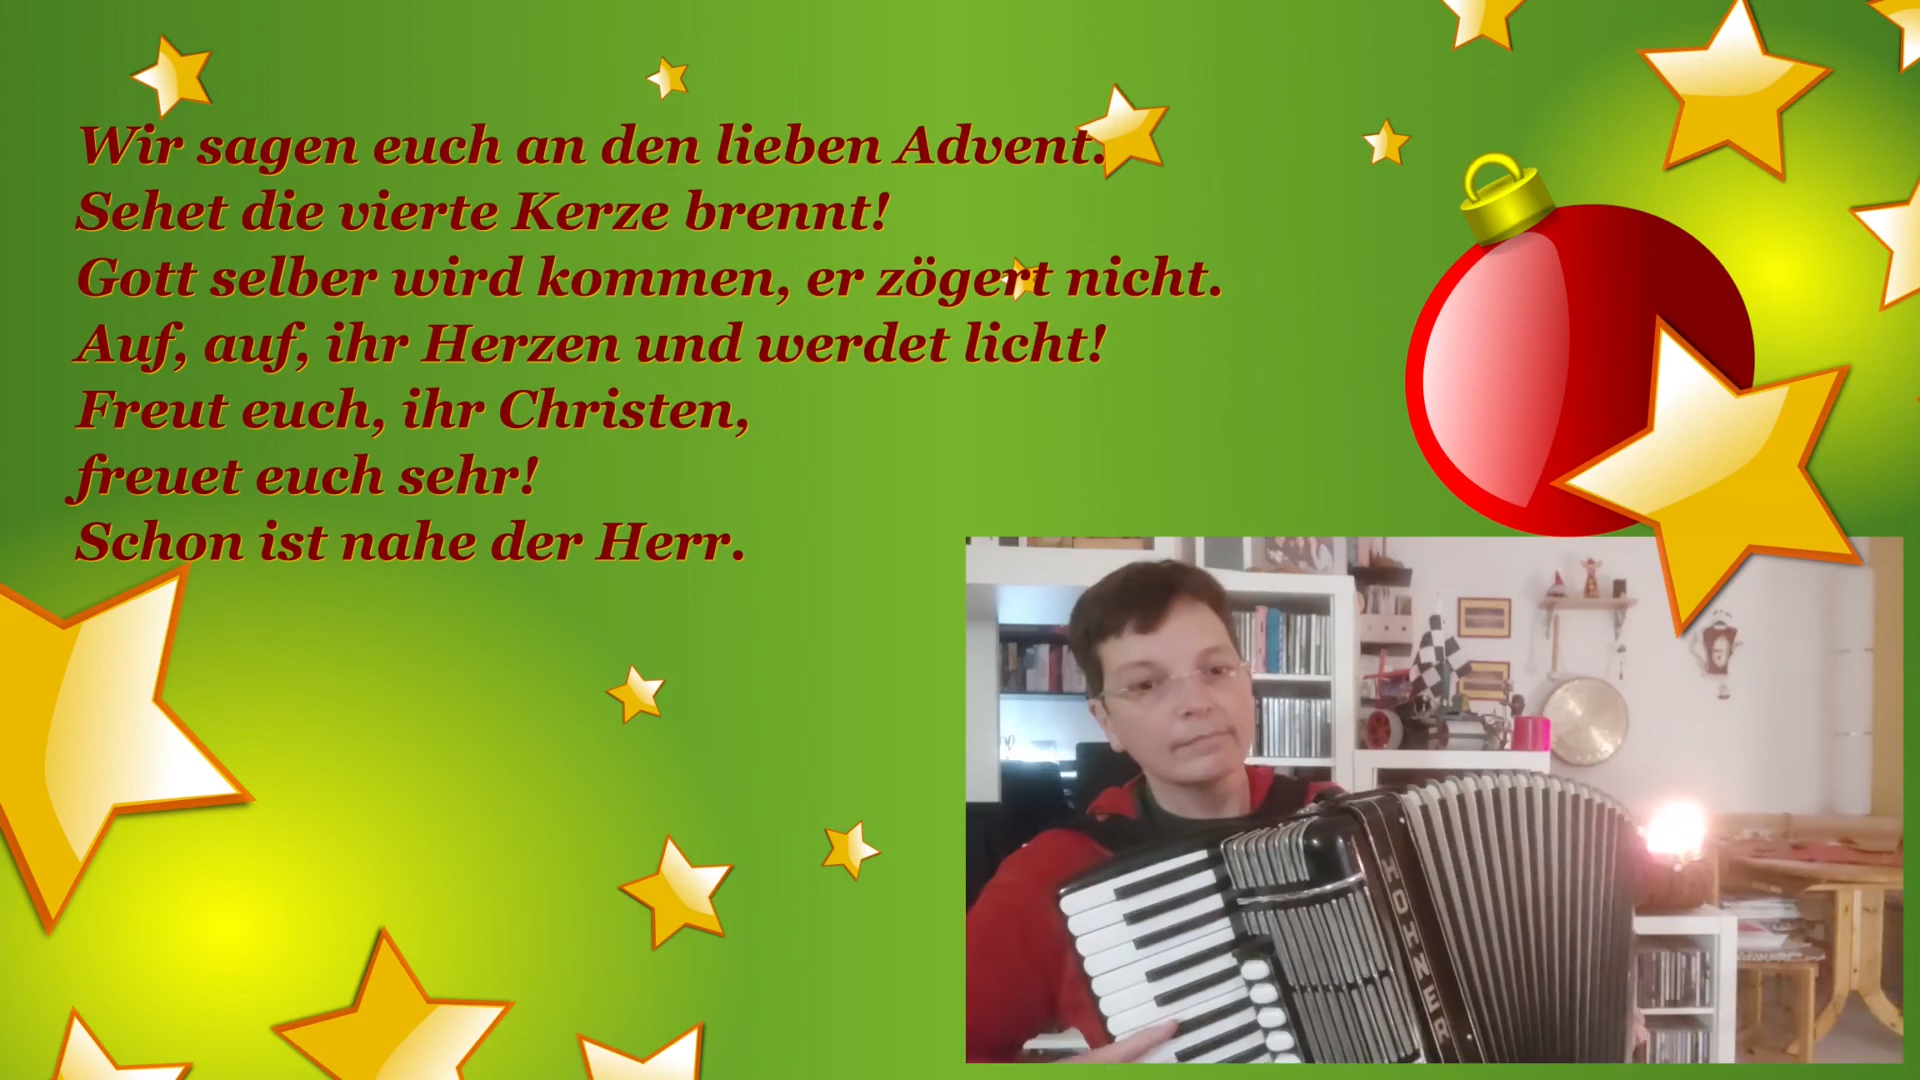 Wir sagen euch an den lieben Advent.
Sehet die vierte Kerze brennt!
Gott selber wird kommen, er zögert nicht.
Auf, auf, ihr Herzen und werdet licht!
Freut euch, ihr Christen,
freuet euch sehr!
Schon ist nahe der Herr.
HOHNER